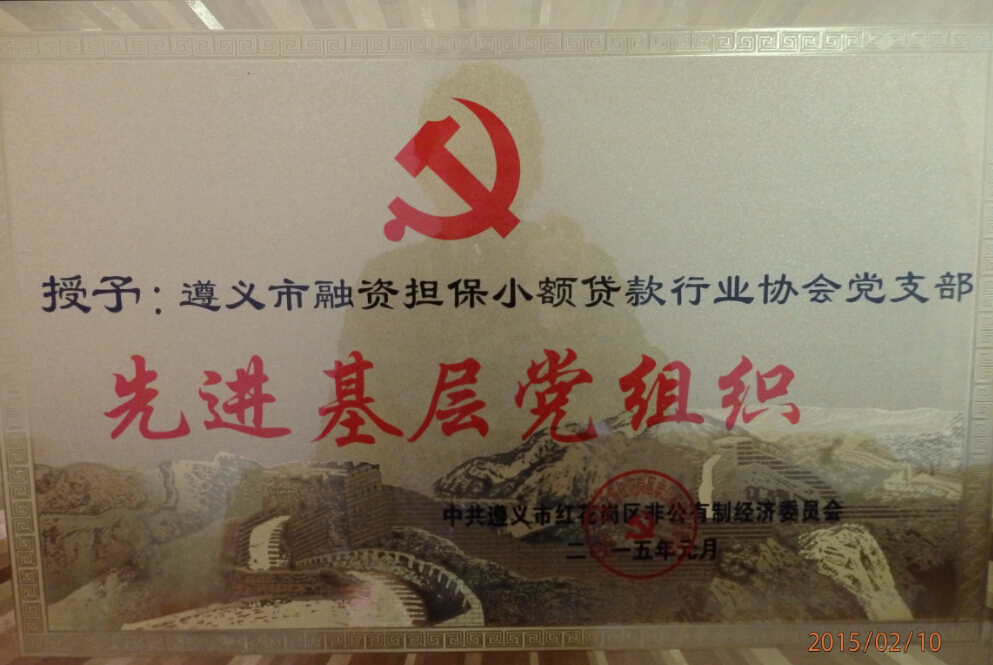 授予：遵义市融资担保小额贷款行业协会党支部
先进基层党组织
中共遵义市红花岗区非公有制经济委员会
二〇一五年元月
2015/02/10